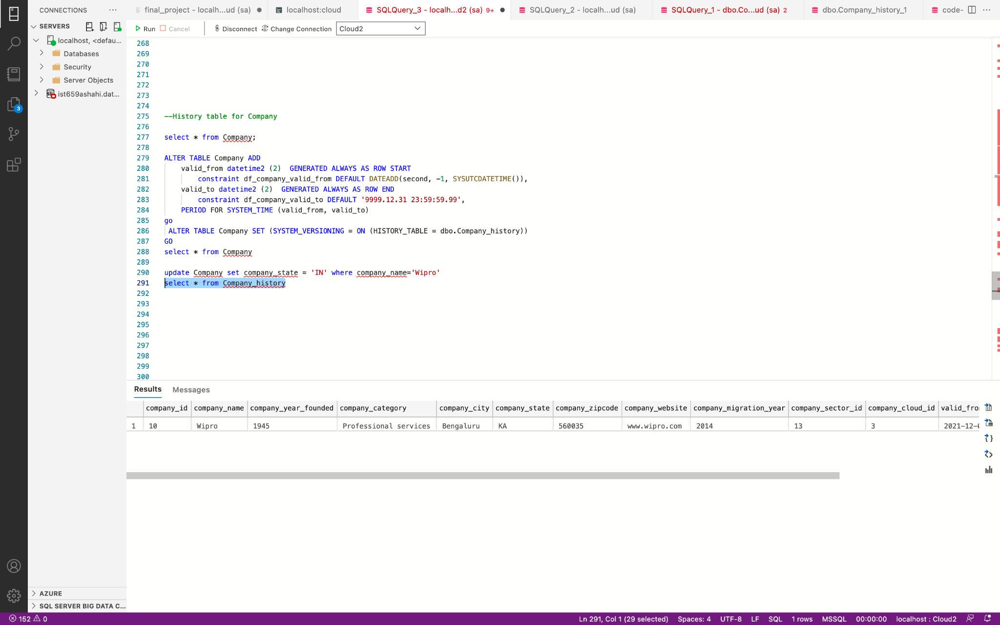 CONNECTIONS ···
final_project - localh...ud (sa) ●
localhost:cloud
SQLQuery_3 - localh...d2 (sa) 9+ ●
SQLQuery_2 - localh...ud (sa)
SQLQuery_1 - dbo.Co...ud (sa) 2
dbo.Company_history_1
code-
SERVERS
Run Cancel Disconnect Change Connection Cloud2
localhost, <defau...
Databases
Security
Server Objects
ist659ashahi.dat...
3
268
269
270
271
272
273
274
275 --History table for Company
276
277 select * from Company;
278
279 ALTER TABLE Company ADD
280 valid_from datetime2 (2) GENERATED ALWAYS AS ROW START
281 constraint df_company_valid_from DEFAULT DATEADD(second, -1, SYSUTCDATETIME()),
282 valid_to datetime2 (2) GENERATED ALWAYS AS ROW END
283 constraint df_company_valid_to DEFAULT '9999.12.31 23:59:59.99',
284 PERIOD FOR SYSTEM_TIME (valid_from, valid_to)
285 go
286 ALTER TABLE Company SET (SYSTEM_VERSIONING = ON (HISTORY_TABLE = dbo.Company_history))
287 GO
288 select * from Company
289
290 update Company set company_state = 'IN' where company_name='Wipro'
291 select * from Company_history
292
293
294
295
296
297
298
299
300
Results Messages
company_id company_name company_year_founded company_category company_city company_state company_zipcode company_website company_migration_year company_sector_id company_cloud_id valid_fro
1 10 Wipro 1945 Professional services Bengaluru KA 560035 www.wipro.com 2014 13 3 2021-12-
AZURE
SQL SERVER BIG DATA C...
152 0 Ln 291, Col 1 (29 selected) Spaces: 4 UTF-8 LF SQL 1 rows MSSQL 00:00:00 localhost : Cloud2